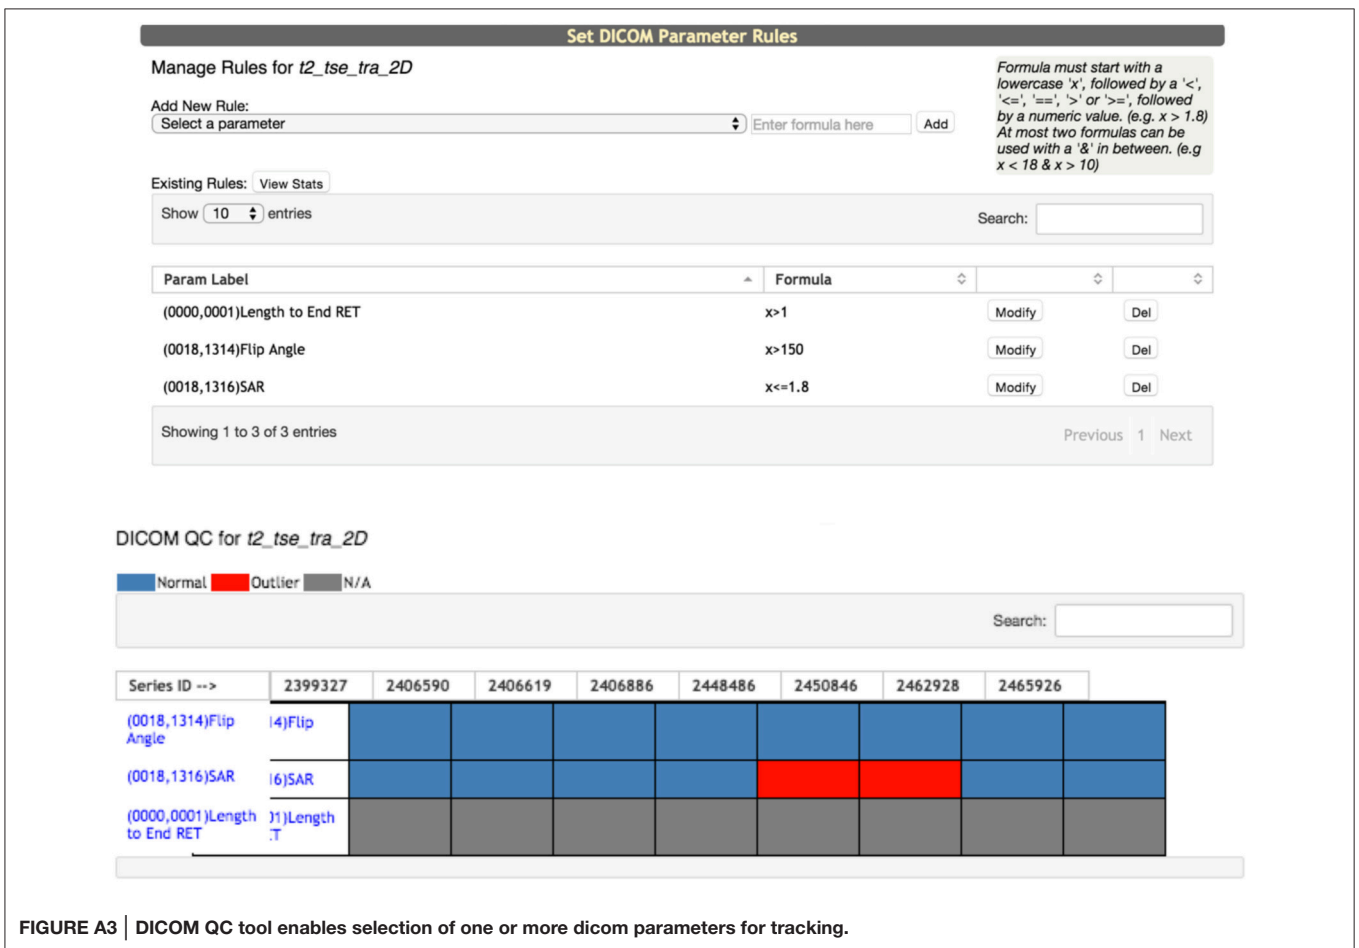 Set DICOM Parameter Rules
Manage Rules for t2_tse_tra_2D
Formula must start with a
lowercase 'x', followed by a '<',
'<=', '==', '>' or '>=', followed
by a numeric value. (e.g. x > 1.8)
At most two formulas can be
used with a '&' in between. (e.g
x < 18 & x > 10)
Add New Rule:
Select a parameter Enter formula here Add
Existing Rules: View Stats
Show 10 entries Search:
Param Label Formula
(0000,0001)Length to End RET x>1 Modify Del
(0018,1314)Flip Angle x>150 Modify Del
(0018,1316)SAR x<=1.8 Modify Del
Showing 1 to 3 of 3 entries Previous 1 Next
DICOM QC for t2_tse_tra_2D
Normal Outlier N/A
Search:
Series ID --> 2399327 2406590 2406619 2406886 2448486 2450846 2462928 2465926
(0018,1314)Flip 4)Flip
Angle
(0018,1316)SAR 6)SAR
(0000,0001)Length 1)Length
to End RET T
FIGURE A3 | DICOM QC tool enables selection of one or more dicom parameters for tracking.